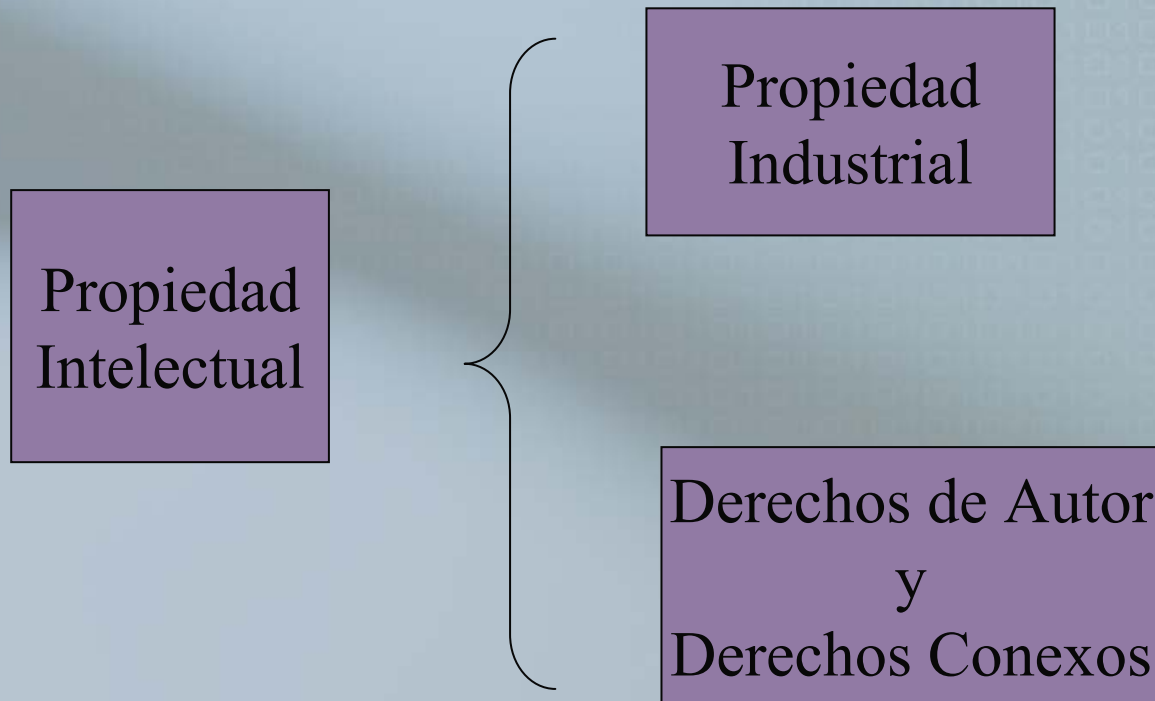 Propiedad
Intelectual
Propiedad
Industrial
Derechos de Autor
y
Derechos Conexos